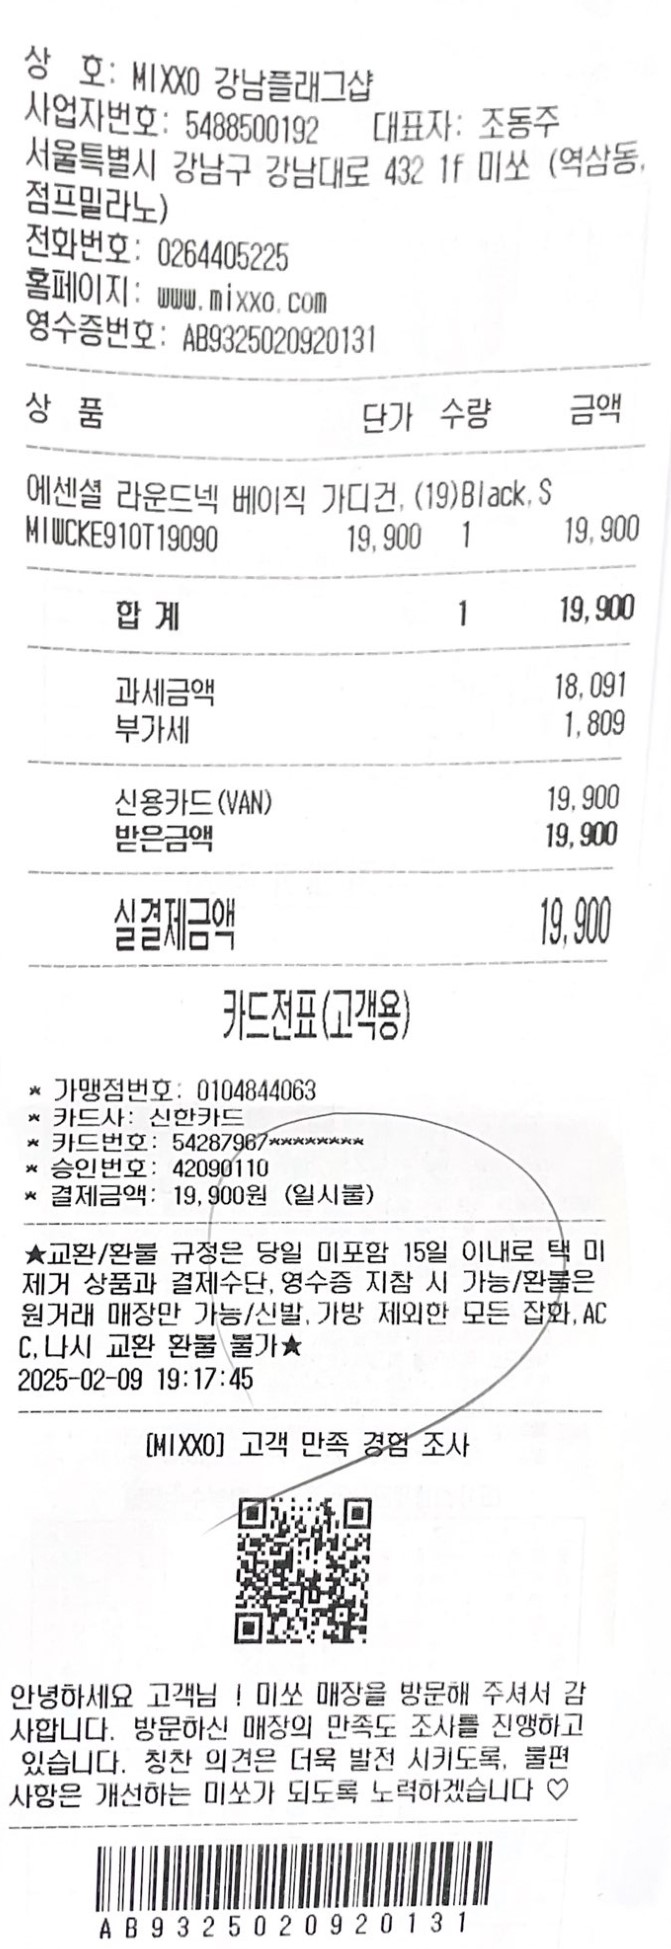 상 호: MIXXO 강남플래그샵
사업자번호: 5488500192 대표자: 조동주
서울특별시 강남구 강남대로 432 1f 미쏘 (역삼동,
점프밀라노)
전화번호: 0264405225
홈페이지: www.mixxo.com
영수증번호: AB9325020920131
상 품 단가 수량 금액
에센셜 라운드넥 베이직 가디건, (19)Black, S
MIWCKE910T19090 19,900 1 19,900
합 계 1 19,900
과세금액 18,091
부가세 1,809
신용카드(VAN) 19,900
받은금액 19,900
실결제금액 19,900
카드전표(고객용)
* 가맹점번호: 0104844063
* 카드사: 신한카드
* 카드번호: 54287967********
* 승인번호: 42090110
* 결제금액: 19,900원 (일시불)
★교환/환불 규정은 당일 미포함 15일 이내로 택 미
제거 상품과 결제수단,영수증 지참 시 가능/환불은
원거래 매장만 가능/신발,가방 제외한 모든 잡화,AC
C,나시 교환 환불 불가★
2025-02-09 19:17:45
[MIXXO] 고객 만족 경험 조사
안녕하세요 고객님 ! 미쏘 매장을 방문해 주셔서 감
사합니다. 방문하신 매장의 만족도 조사를 진행하고
있습니다. 칭찬 의견은 더욱 발전 시키도록, 불편
사항은 개선하는 미쏘가 되도록 노력하겠습니다 ♡
AB9325020920131